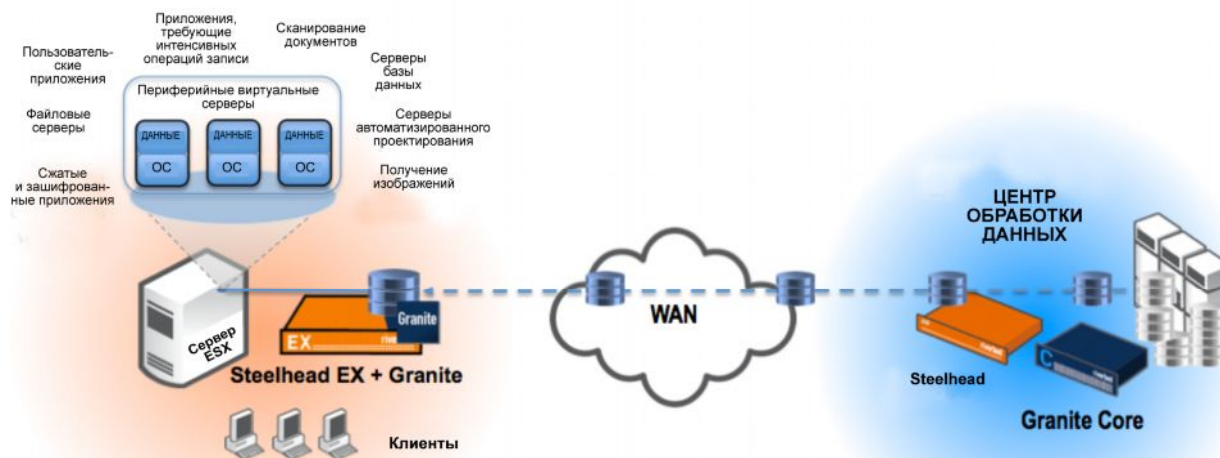 Приложения,
требующие
интенсивных
операций записи
Сканирование
документов
Пользователь-
ские
приложения
Серверы
базы
данных
Периферийные виртуальные
серверы
Файловые
серверы
Серверы
автоматизированного
проектирования
ДАННЫЕ ДАННЫЕ ДАННЫЕ
ОС ОС ОС
Сжатые
и зашифрован-
ные приложения
Получение
изображений
ЦЕНТР
ОБРАБОТКИ
ДАННЫХ
Сервер
ESX
Granite
EX
WAN
Steelhead EX + Granite
C
Steelhead
Granite Core
Клиенты